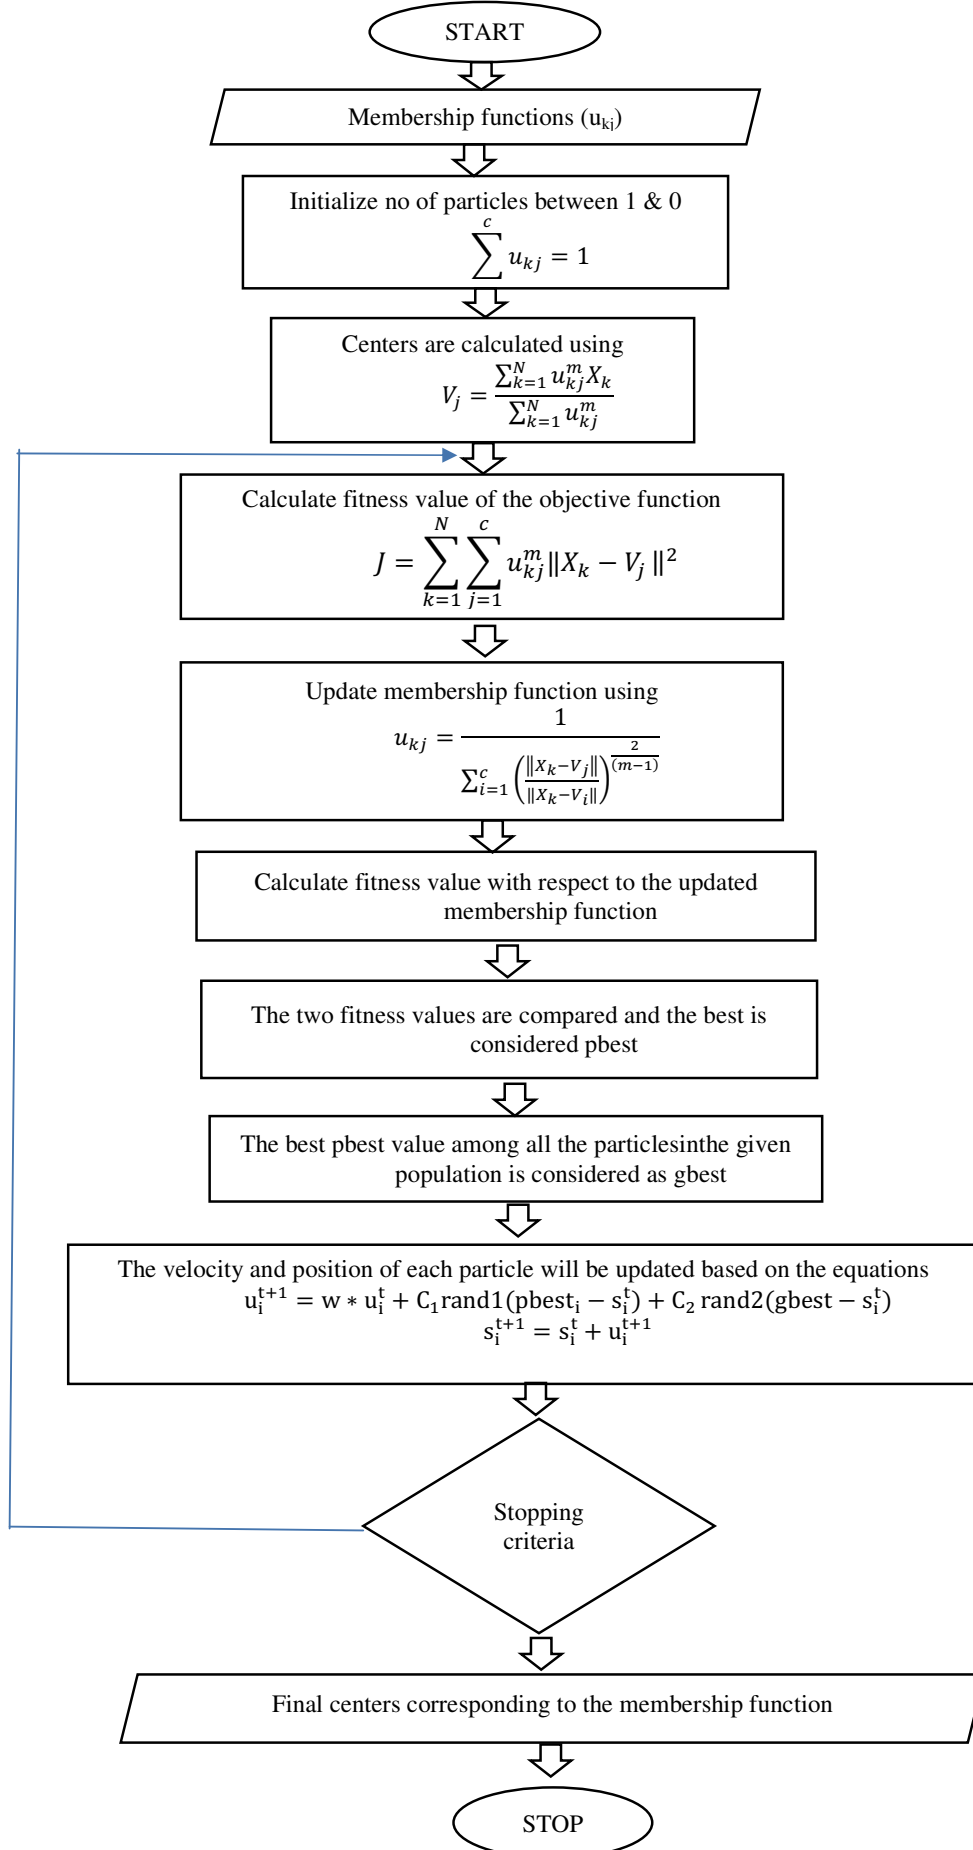 START
Membership functions (u_kj)
Initialize no of particles between 1 & 0
∑^c u_kj = 1
Centers are calculated using
V_j = (∑_{k=1}^N u_kj^m X_k) / (∑_{k=1}^N u_kj^m)
Calculate fitness value of the objective function
J = ∑_{k=1}^N ∑_{j=1}^c u_kj^m ‖X_k − V_j ‖^2
Update membership function using
u_kj = 1 / (∑_{i=1}^c (‖X_k−V_j‖ / ‖X_k−V_i‖)^{2/(m−1)})
Calculate fitness value with respect to the updated
membership function
The two fitness values are compared and the best is
considered pbest
The best pbest value among all the particlesinthe given
population is considered as gbest
The velocity and position of each particle will be updated based on the equations
u_i^{t+1} = w ∗ u_i^t + C_1rand1(pbest_i − s_i^t) + C_2 rand2(gbest − s_i^t)
s_i^{t+1} = s_i^t + u_i^{t+1}
Stopping
criteria
Final centers corresponding to the membership function
STOP